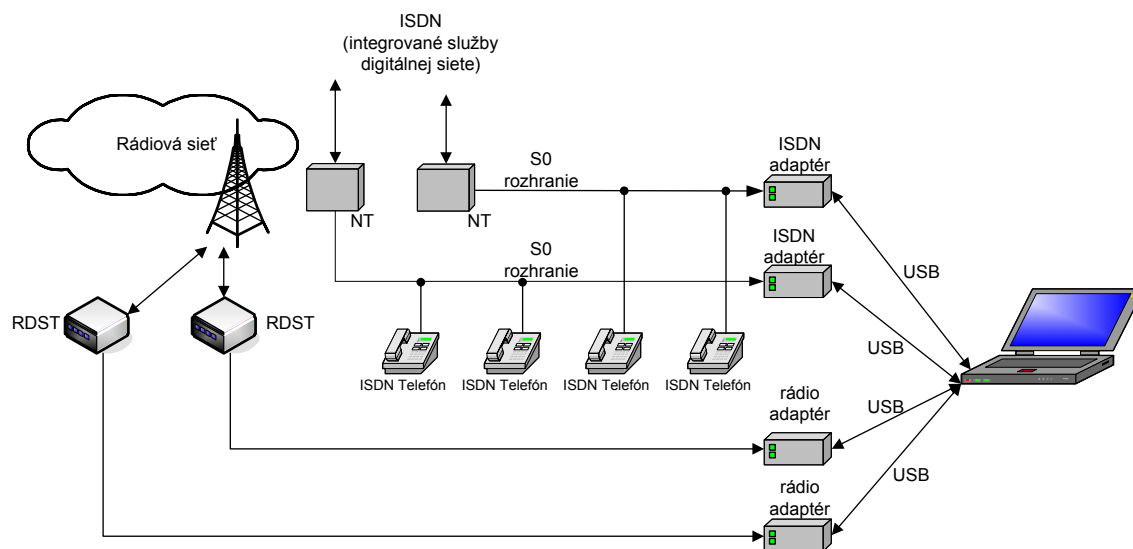 ISDN
(integrované služby
digitálnej siete)
Rádiová sieť
S0
rozhranie
ISDN
adaptér
NT
NT
S0
rozhranie
ISDN
adaptér
USB
RDST
RDST
USB
ISDN Telefón
ISDN Telefón
ISDN Telefón
ISDN Telefón
rádio
adaptér
USB
USB
rádio
adaptér